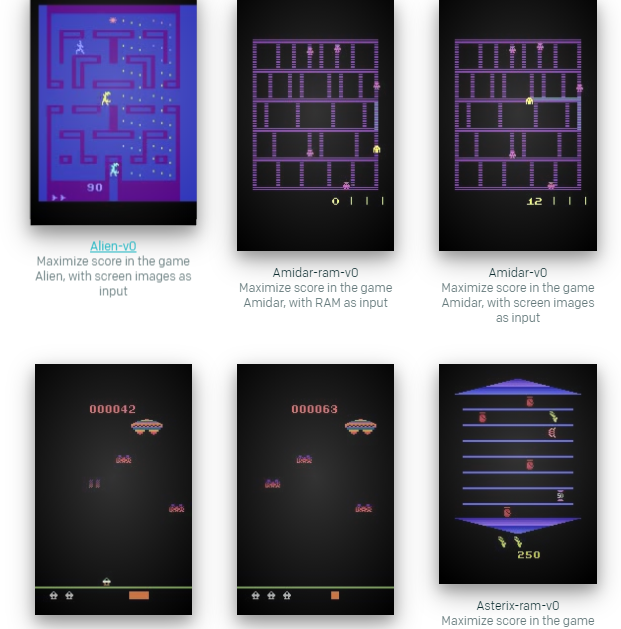 90
0
12
Alien-v0
Maximize score in the game
Alien, with screen images as
input
Amidar-ram-v0
Maximize score in the game
Amidar, with RAM as input
Amidar-v0
Maximize score in the game
Amidar, with screen images
as input
000042
000063
250
Asterix-ram-v0
Maximize score in the game